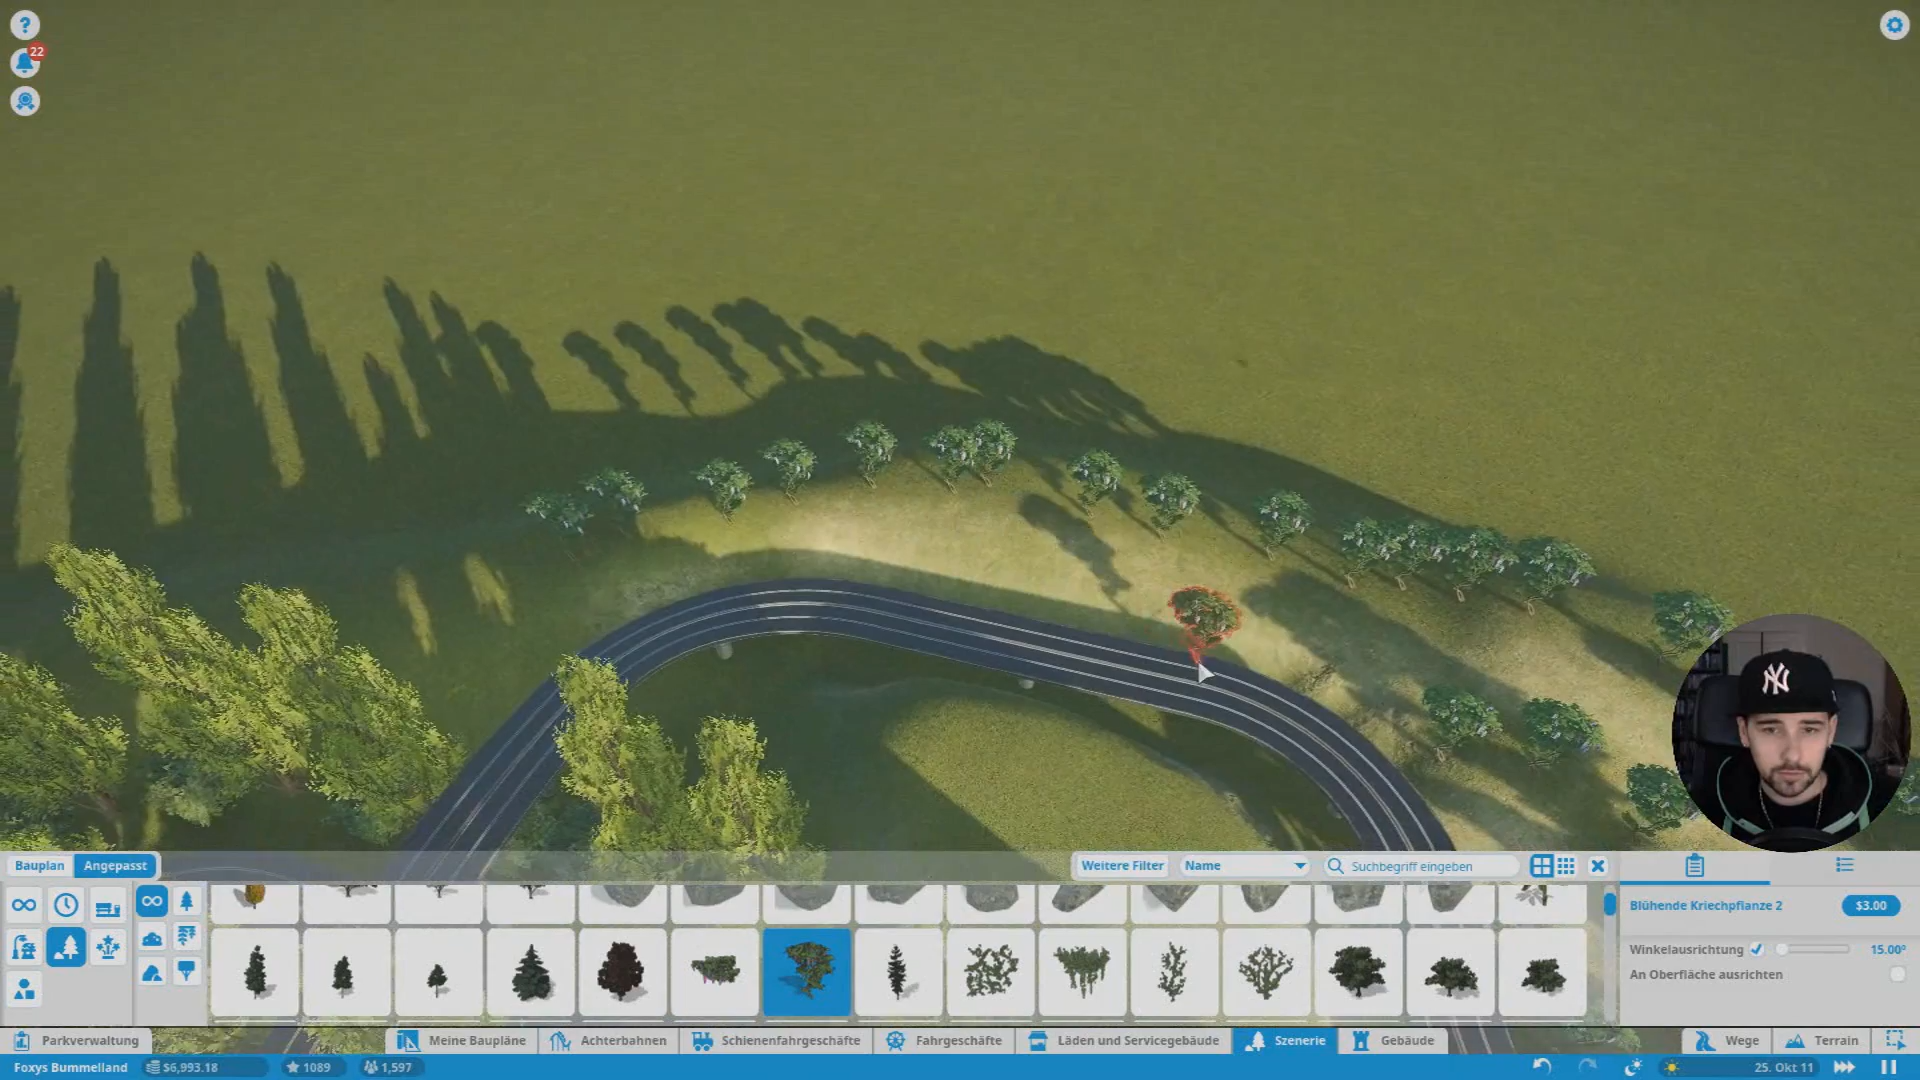 ?
22
NY
Bauplan
Angepasst
Weitere Filter
Name
Suchbegriff eingeben
Blühende Kriechpflanze 2
$3.00
Winkelausrichtung
15.00°
An Oberfläche ausrichten
Parkverwaltung
Meine Baupläne
Achterbahnen
Schienenfahrgeschäfte
Fahrgeschäfte
Läden und Servicegebäude
Szenerie
Gebäude
Wege
Terrain
Foxys Bummelland
$6,993.18
1089
1,597
25. Okt 11